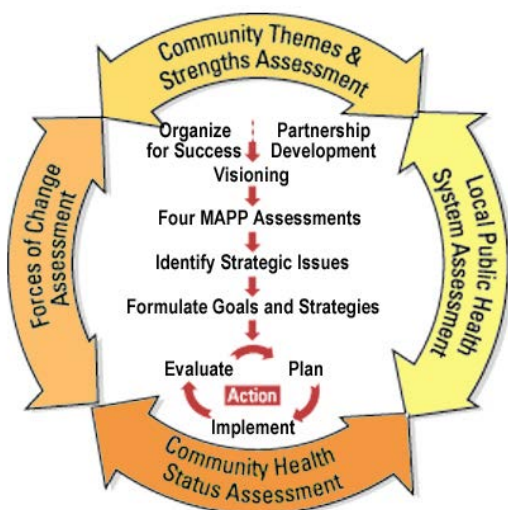 Community Themes &
Strengths Assessment
Organize
for Success
Partnership
Development
Visioning
Four MAPP Assessments
Identify Strategic Issues
Formulate Goals and Strategies
Evaluate
Plan
Action
Implement
Forces of Change
Assessment
Local Public Health
System Assessment
Community Health
Status Assessment